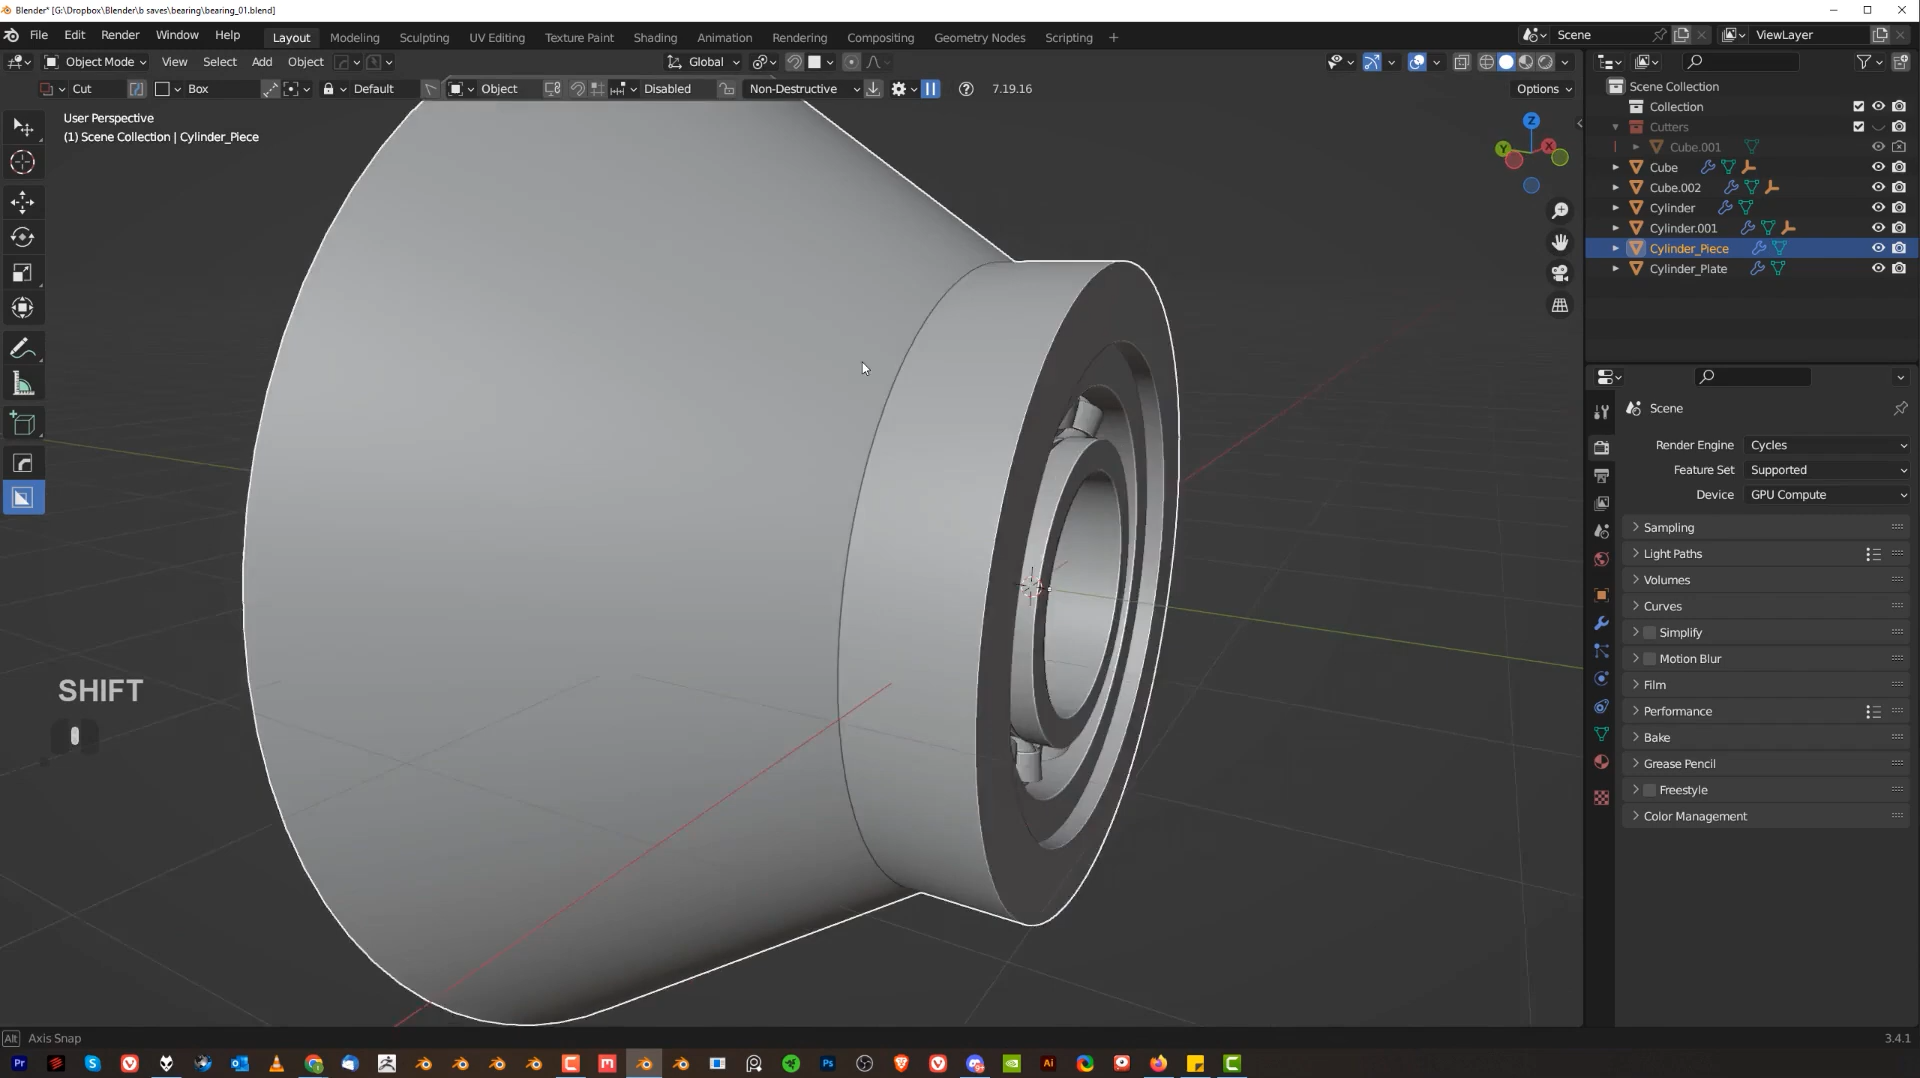 Blender* [G:\Dropbox\Blender\b saves\bearing\bearing_01.blend]
File Edit Render Window Help Layout Modeling Sculpting UV Editing Texture Paint Shading Animation Rendering Compositing Geometry Nodes Scripting + Scene ViewLayer
Object Mode View Select Add Object Global
Cut Box Default Object Disabled Non-Destructive 7.19.16 Options
User Perspective
(1) Scene Collection | Cylinder_Piece
Z
Y X
Scene Collection
Collection
Cutters
Cube.001
Cube
Cube.002
Cylinder
Cylinder.001
Cylinder_Piece
Cylinder_Plate
Scene
Render Engine Cycles
Feature Set Supported
Device GPU Compute
Sampling
Light Paths
Volumes
Curves
Simplify
Motion Blur
Film
Performance
Bake
Grease Pencil
Freestyle
Color Management
SHIFT
Alt Axis Snap 3.4.1